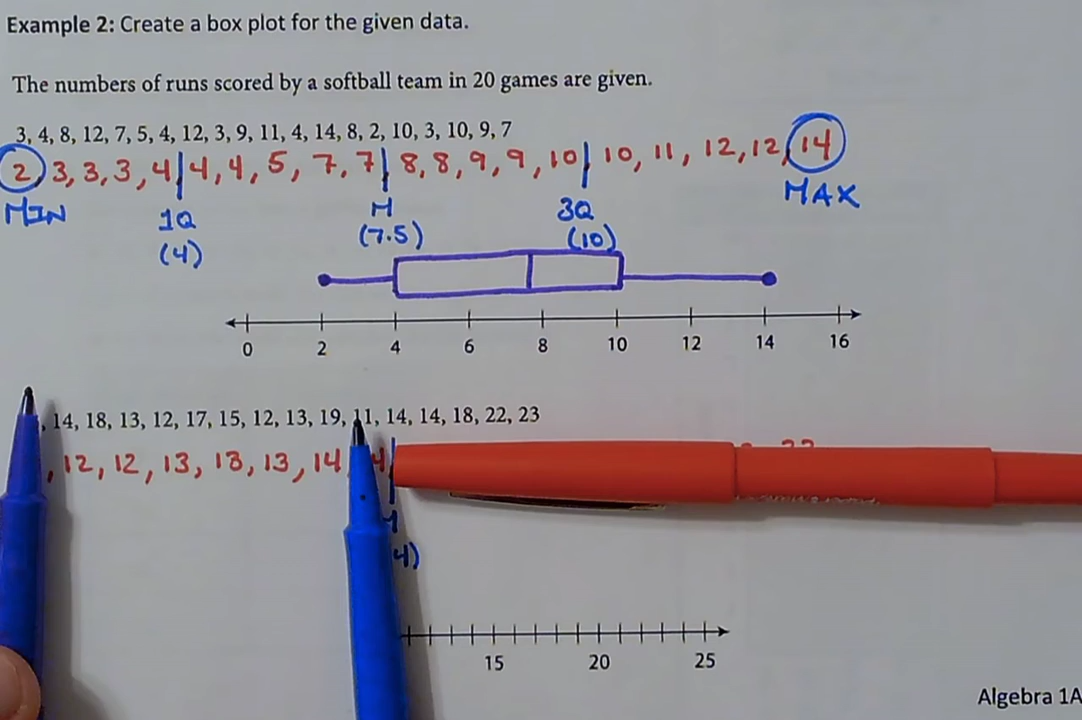 Example 2: Create a box plot for the given data.
The numbers of runs scored by a softball team in 20 games are given.
3, 4, 8, 12, 7, 5, 4, 12, 3, 9, 11, 4, 14, 8, 2, 10, 3, 10, 9, 7
2, 3, 3, 3, 4 | 4, 4, 5, 7, 7 | 8, 8, 9, 9, 10 | 10, 11, 12, 12, 14
MIN 1Q M 3Q MAX
(4) (7.5) (10)
0 2 4 6 8 10 12 14 16
, 14, 18, 13, 12, 17, 15, 12, 13, 19, 11, 14, 14, 18, 22, 23
, 12, 12, 13, 13, 13, 14 4
4)
15 20 25
Algebra 1A